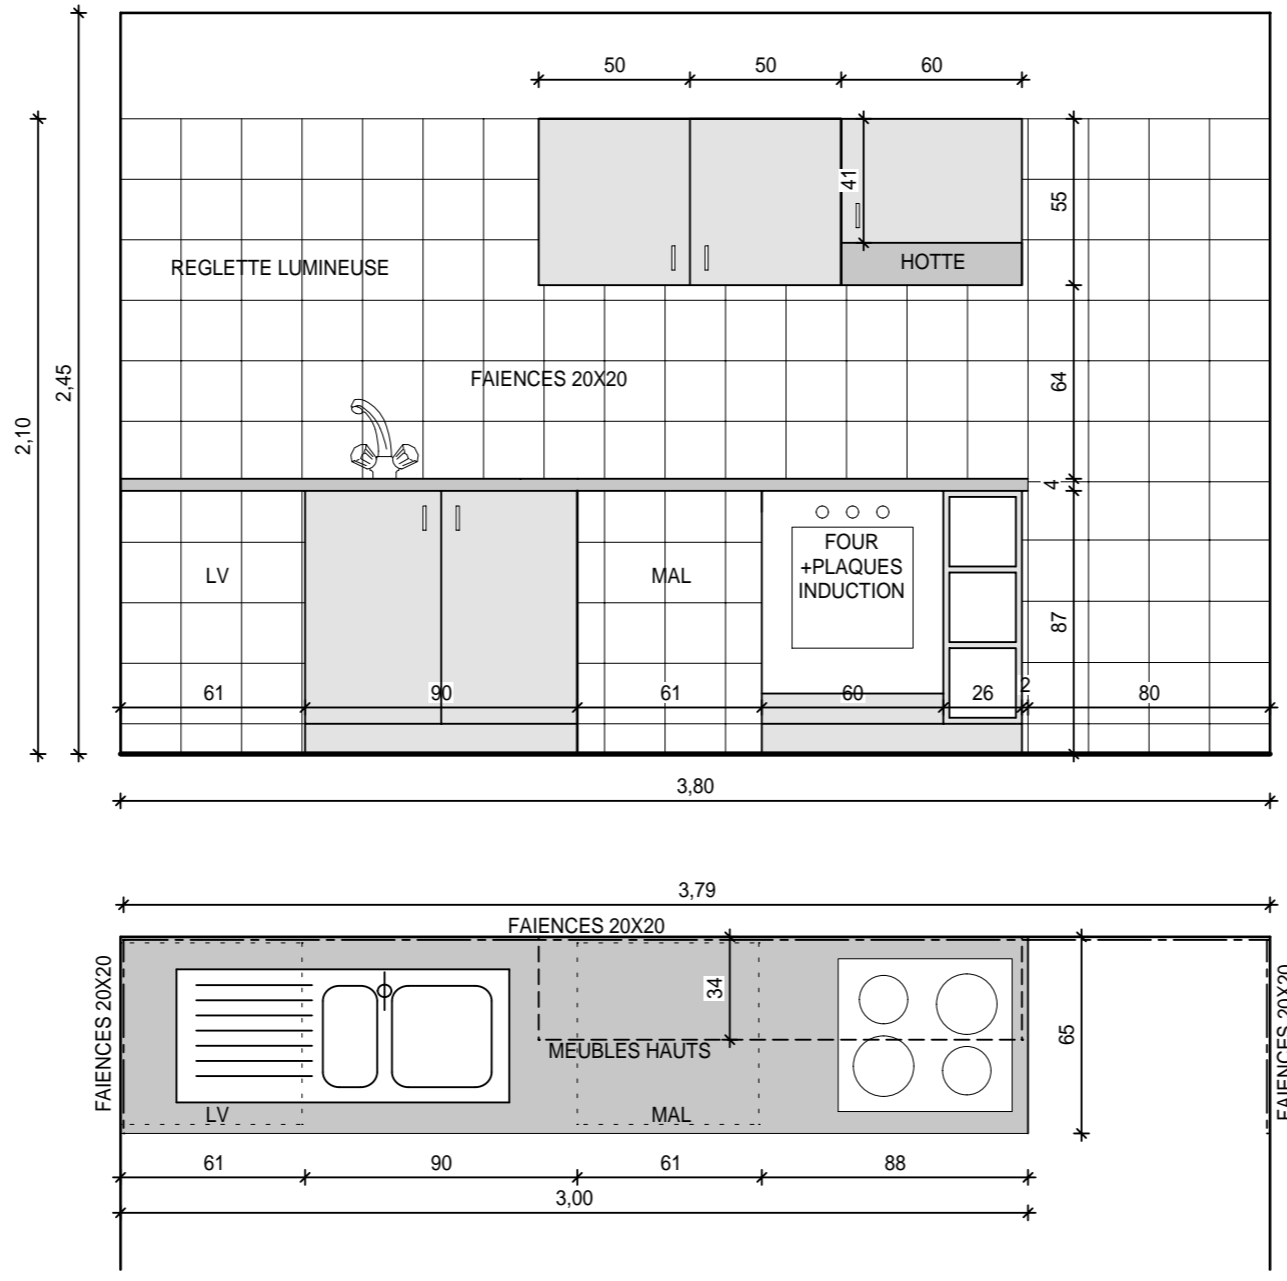 50
50
60
41
55
REGLETTE LUMINEUSE
HOTTE
2,45
2,10
FAIENCES 20X20
64
4
FOUR
+PLAQUES
INDUCTION
LV
MAL
87
61
90
61
60
26
2
80
3,80
3,79
FAIENCES 20X20
FAIENCES 20X20
34
65
FAIENCES 20X20
MEUBLES HAUTS
LV
MAL
61
90
61
88
3,00